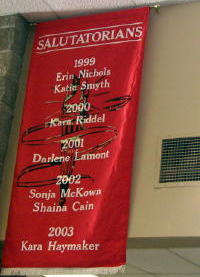 SALUTATORIANS
1999
Erin Nichols
Katie Smyth
2000
Kara Riddel
2001
Darlene Lamont
2002
Sonja McKown
Shaina Cain
2003
Kara Haymaker